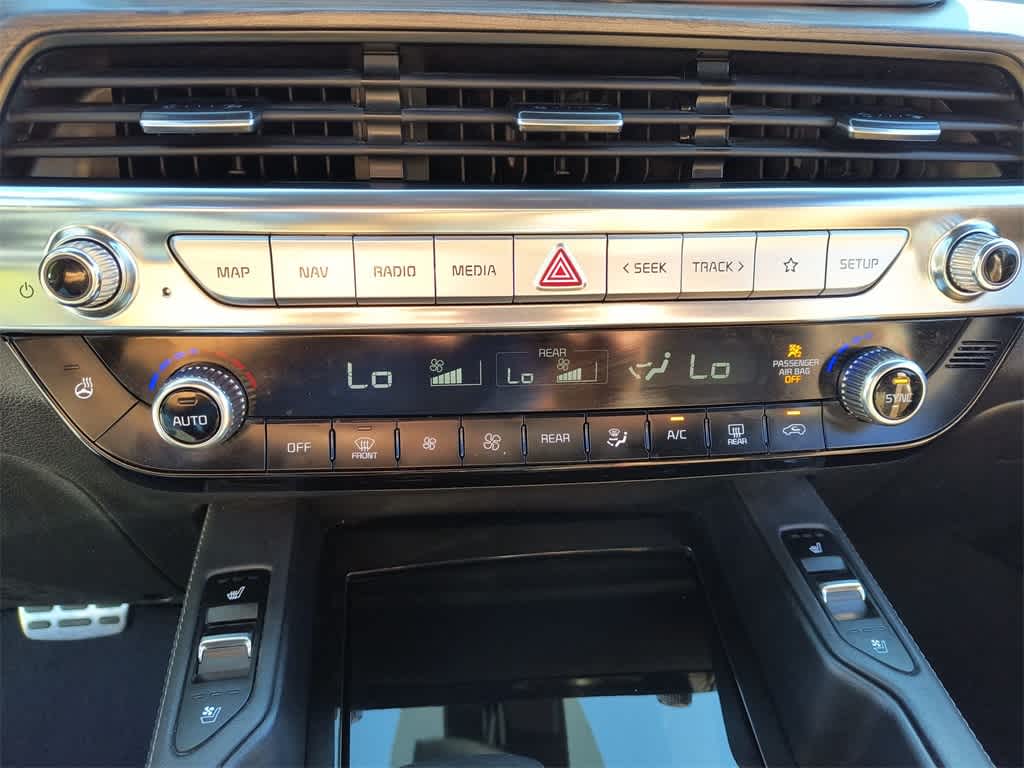 MAP NAV RADIO MEDIA < SEEK TRACK > SETUP
Lo REAR Lo Lo
PASSENGER
AIR BAG
OFF
AUTO SYNC
OFF FRONT REAR A/C REAR